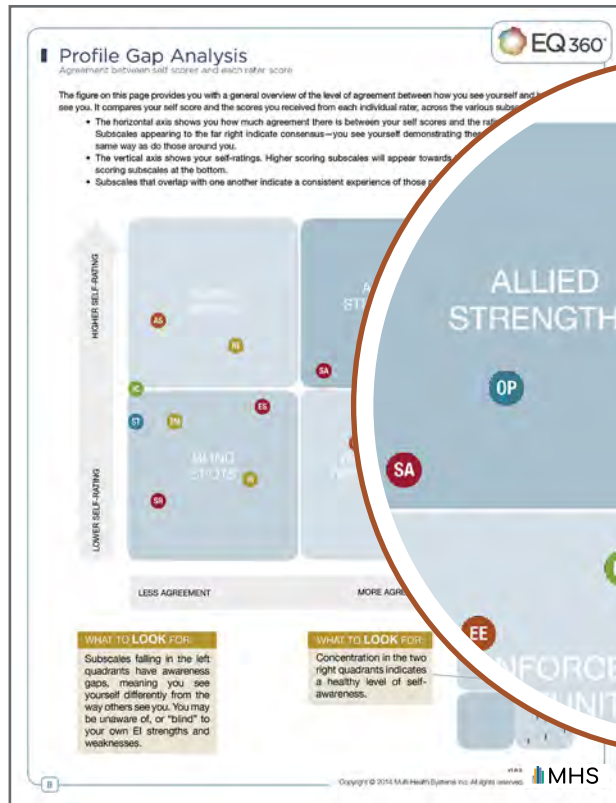 EQ360
Profile Gap Analysis
Agreement between self scores and each rater score
The figure on this page provides you with a general overview of the level of agreement between how you see yourself and
see you. It compares your self score and the scores you received from each individual rater, across the various
• The horizontal axis shows you how much agreement there is between your self scores and the
Subscales appearing to the far right indicate consensus—you see yourself demonstrating
same way as do those around you.
• The vertical axis shows your self-ratings. Higher scoring subscales will appear towards
scoring subscales at the bottom.
• Subscales that overlap with one another indicate a consistent experience of those
HIGHER SELF-RATING
LOWER SELF-RATING
AS
SA
ST
ES
BLIND
SPOTS
SR
ALLIED
STRENGTH
OP
SA
EE
LESS AGREEMENT
MORE
WHAT TO LOOK FOR:
Subscales falling in the left
quadrants have awareness
gaps, meaning you see
yourself differently from the
way others see you. You may
be unaware of, or "blind" to
your own EI strengths and
weaknesses.
WHAT TO LOOK FOR:
Concentration in the two
right quadrants indicates
a healthy level of self-
awareness.
8
Copyright © 2014 Multi-Health Systems Inc. All rights reserved.
MHS